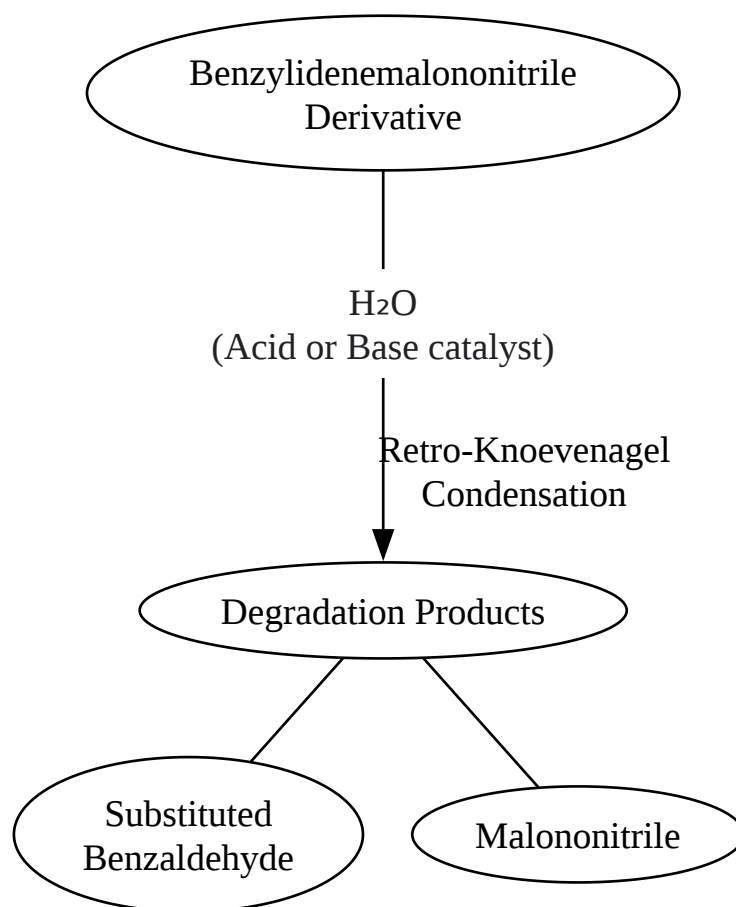 Benzylidenemalononitrile
Derivative
H₂O
(Acid or Base catalyst)
Retro-Knoevenagel
Condensation
Degradation Products
Substituted
Benzaldehyde
Malononitrile